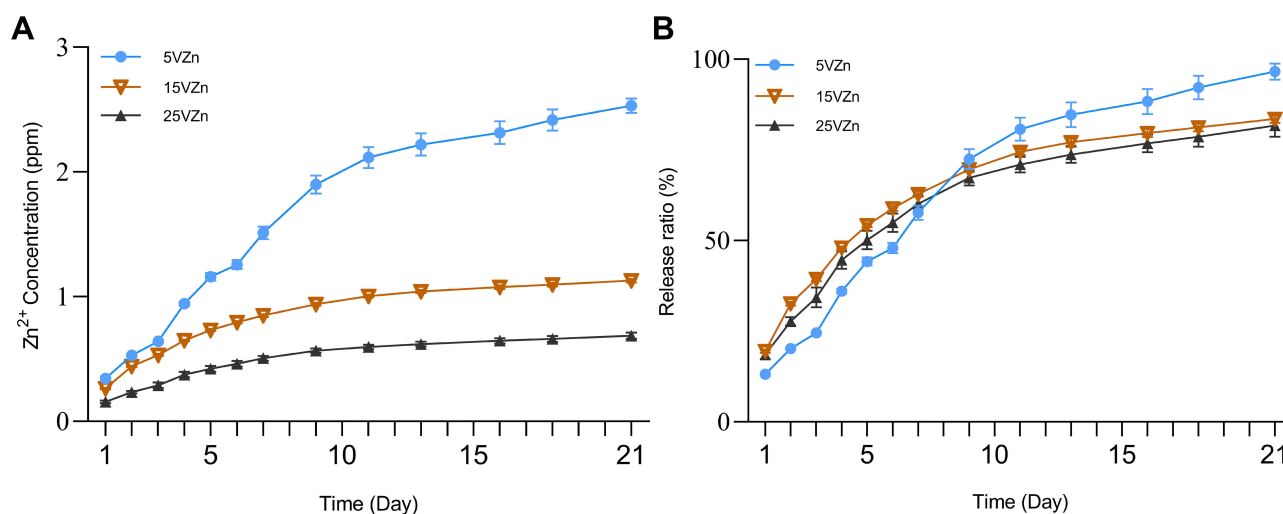 A
3
2
1
0
Zn2+ Concentration (ppm)
5VZn
15VZn
25VZn
1 5 10 15 21
Time (Day)
B
100
50
0
Release ratio (%)
5VZn
15VZn
25VZn
1 5 10 15 21
Time (Day)